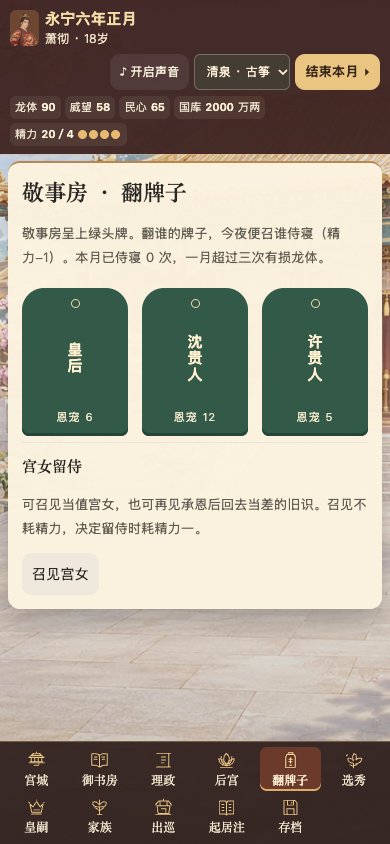 永宁六年正月
萧彻 · 18岁
♪ 开启声音
清泉 · 古筝
结束本月
龙体 90
威望 58
民心 65
国库 2000 万两
精力 20 / 4
敬事房 · 翻牌子
敬事房呈上绿头牌。翻谁的牌子，今夜便召谁侍寝（精
力−1）。本月已侍寝 0 次，一月超过三次有损龙体。
皇后
恩宠 6
沈贵人
恩宠 12
许贵人
恩宠 5
宫女留侍
可召见当值宫女，也可再见承恩后回去当差的旧识。召见不
耗精力，决定留侍时耗精力一。
召见宫女
宫城
御书房
理政
后宫
翻牌子
选秀
皇嗣
家族
出巡
起居注
存档